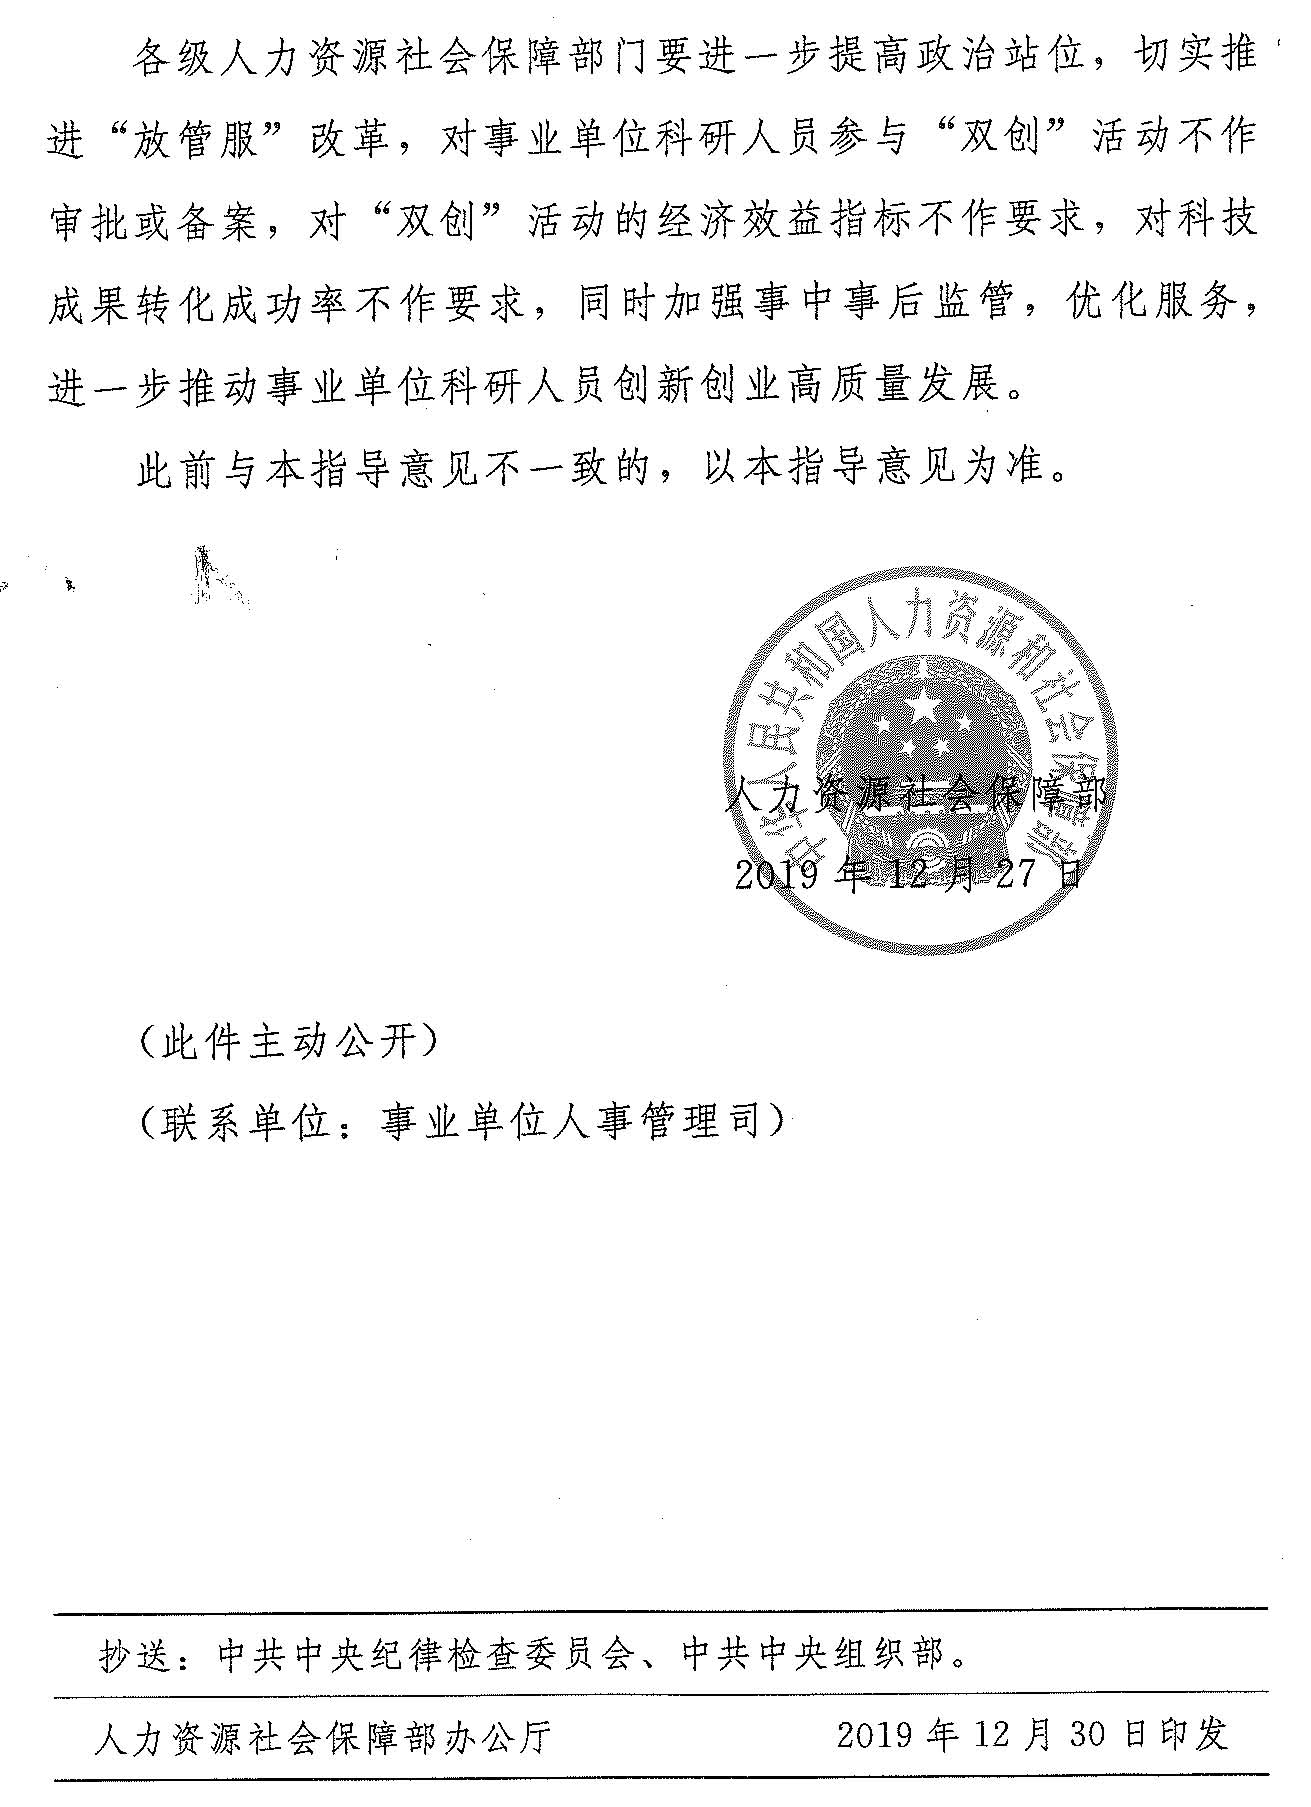 各级人力资源社会保障部门要进一步提高政治站位，切实推
进“放管服”改革，对事业单位科研人员参与“双创”活动不作
审批或备案，对“双创”活动的经济效益指标不作要求，对科技
成果转化成功率不作要求，同时加强事中事后监管，优化服务，
进一步推动事业单位科研人员创新创业高质量发展。
此前与本指导意见不一致的，以本指导意见为准。
中华人民共和国人力资源和社会保障部
人力资源社会保障部
2019年12月27日
（此件主动公开）
（联系单位：事业单位人事管理司）
抄送：中共中央纪律检查委员会、中共中央组织部。
人力资源社会保障部办公厅 2019年12月30日印发